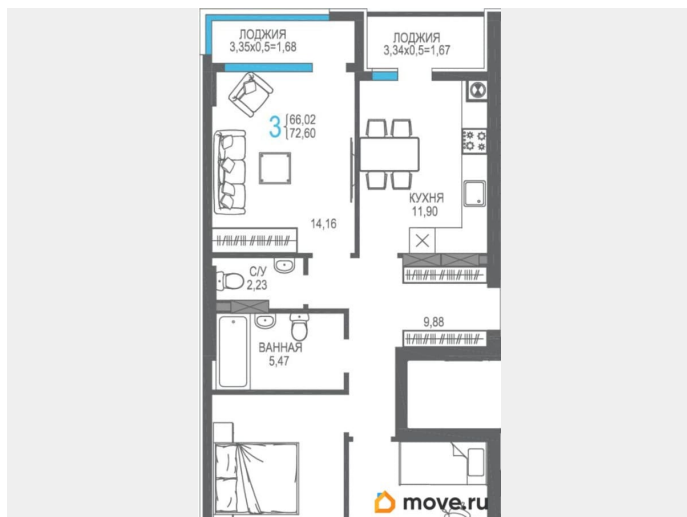 ЛОДЖИЯ
3,35х0,5=1,68
ЛОДЖИЯ
3,34х0,5=1,67
3
66,02
72,60
14,16
КУХНЯ
11,90
С/У
2,23
9,88
ВАННАЯ
5,47
move.ru